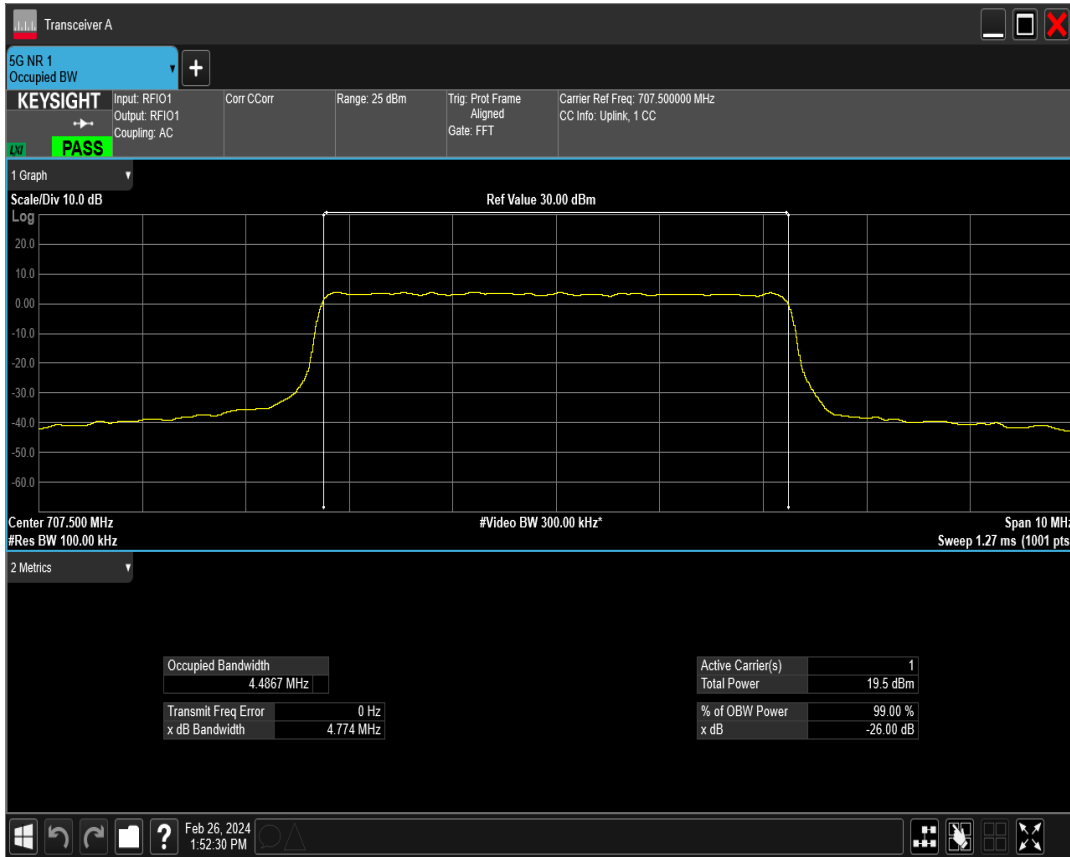 Transceiver A
5G NR 1
Occupied BW
+
KEYSIGHT
LXI
PASS
Input: RFIO1
Output: RFIO1
Coupling: AC
Corr CCorr
Range: 25 dBm
Trig: Prot Frame
Aligned
Gate: FFT
Carrier Ref Freq: 707.500000 MHz
CC Info: Uplink, 1 CC
1 Graph
Scale/Div 10.0 dB
Ref Value 30.00 dBm
Log
20.0
10.0
0.00
-10.0
-20.0
-30.0
-40.0
-50.0
-60.0
Center 707.500 MHz
#Video BW 300.00 kHz*
Span 10 MHz
#Res BW 100.00 kHz
Sweep 1.27 ms (1001 pts
2 Metrics
Occupied Bandwidth
4.4867 MHz
Transmit Freq Error 0 Hz
x dB Bandwidth 4.774 MHz
Active Carrier(s) 1
Total Power 19.5 dBm
% of OBW Power 99.00 %
x dB -26.00 dB
?
Feb 26, 2024
1:52:30 PM